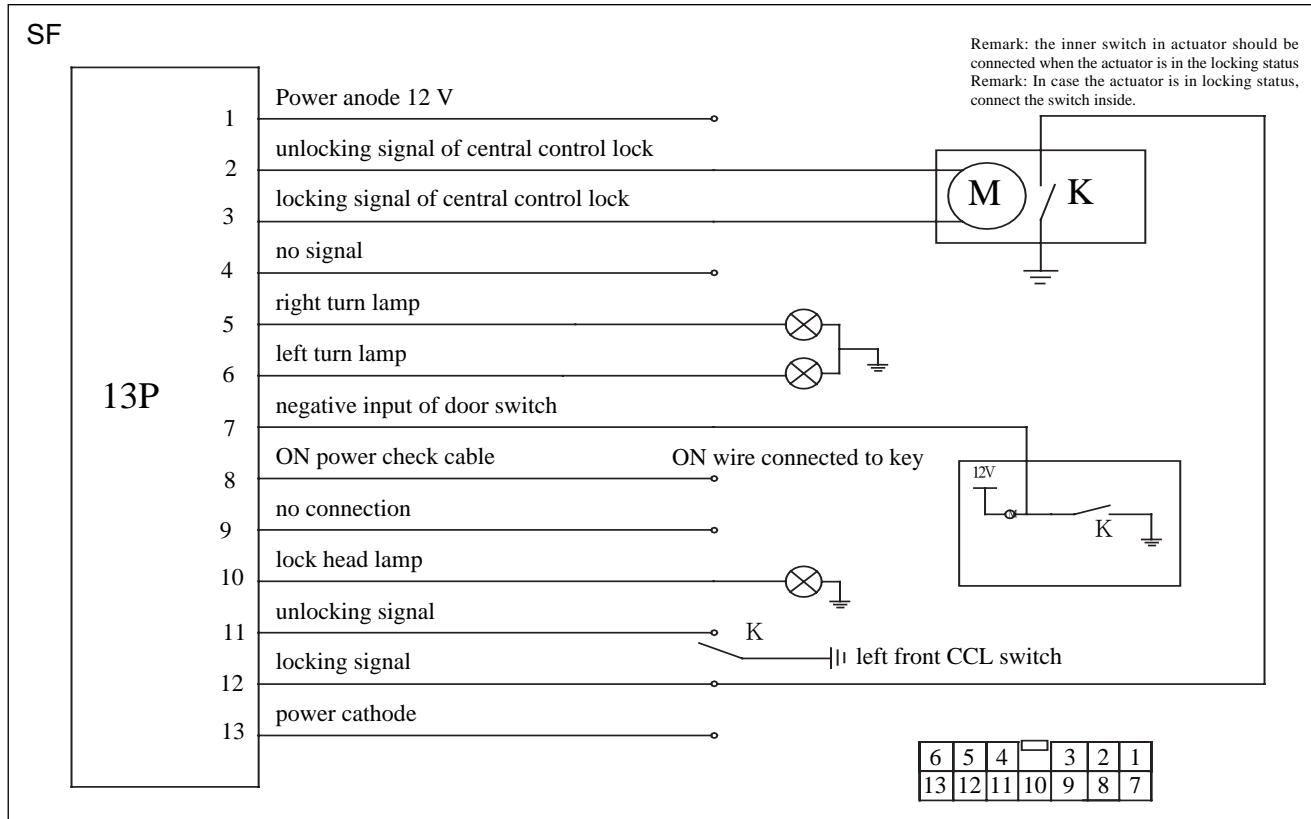 SF
Remark: the inner switch in actuator should be
connected when the actuator is in the locking status
Remark: In case the actuator is in locking status,
connect the switch inside.
Power anode 12 V
1
unlocking signal of central control lock
2
M K
locking signal of central control lock
3
no signal
4
right turn lamp
5
left turn lamp
6
13P
negative input of door switch
7
ON power check cable ON wire connected to key
8
12V
M
K
no connection
9
lock head lamp
10
unlocking signal
11
K
left front CCL switch
locking signal
12
power cathode
13
6 5 4 3 2 1
13 12 11 10 9 8 7